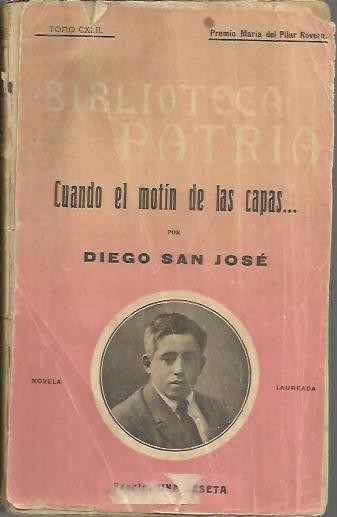 TOMO CXLII.
Premio María del Pilar Rovera.
BIBLIOTECA
PATRIA
Cuando el motín de las capas...
POR
DIEGO SAN JOSÉ
NOVELA
LAUREADA
Precio: UNA PESETA